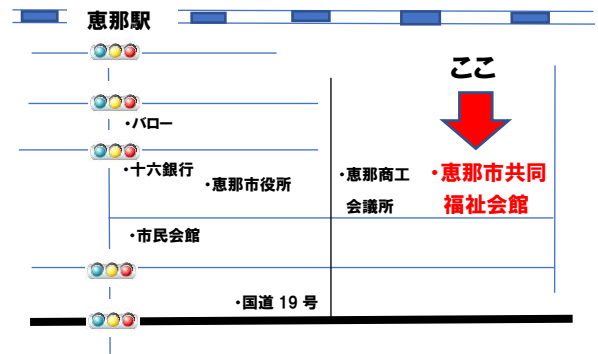 恵那駅
ここ
・バロー
・十六銀行
・恵那市役所
・恵那商工
会議所
・恵那市共同
福祉会館
・市民会館
・国道 19 号